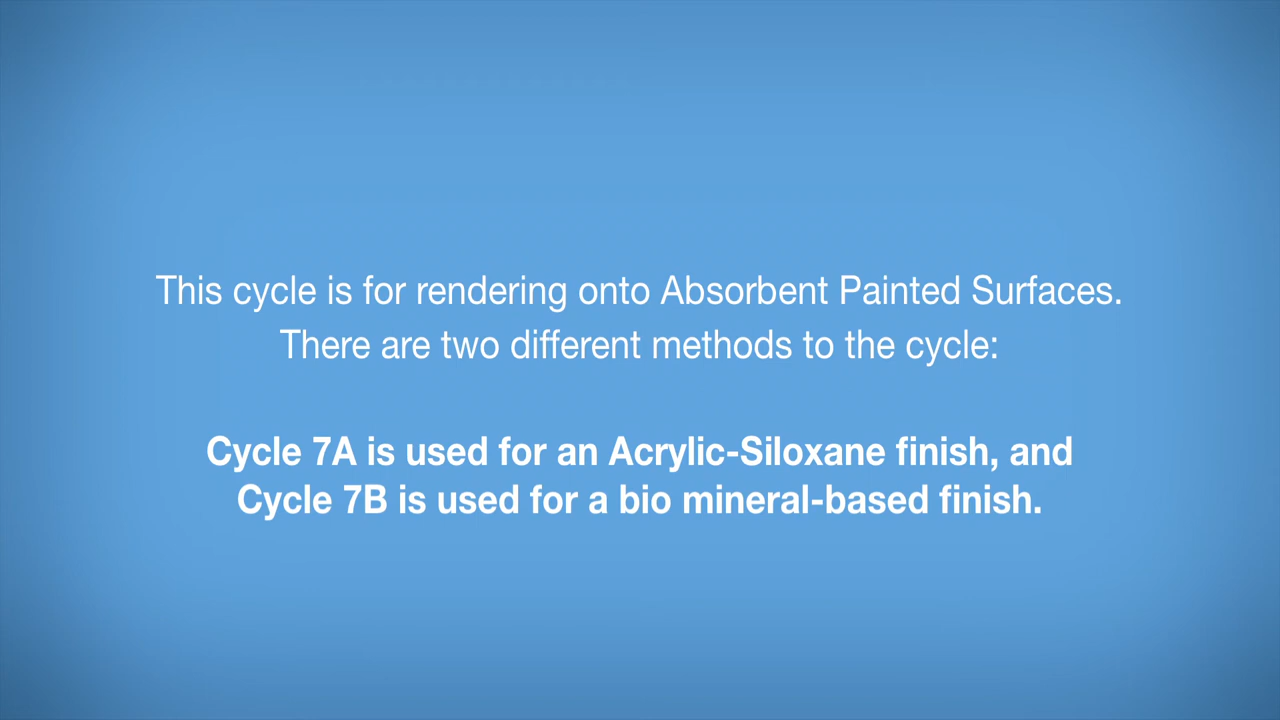 This cycle is for rendering onto Absorbent Painted Surfaces.
There are two different methods to the cycle:
Cycle 7A is used for an Acrylic-Siloxane finish, and
Cycle 7B is used for a bio mineral-based finish.